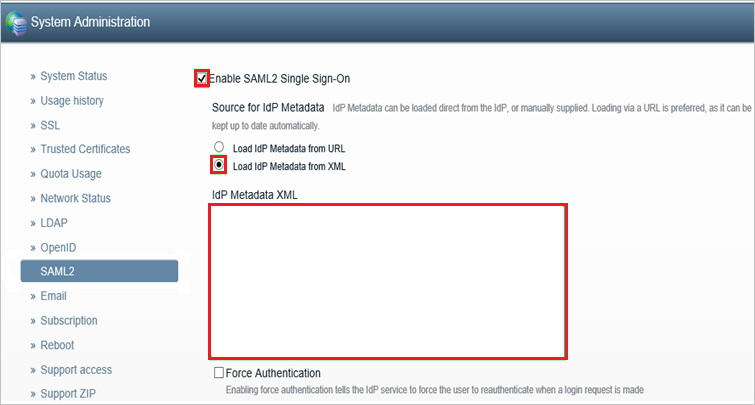 System Administration
» System Status
» Usage history
» SSL
» Trusted Certificates
» Quota Usage
» Network Status
» LDAP
» OpenID
SAML2
» Email
» Subscription
» Reboot
» Support access
» Support ZIP
Enable SAML2 Single Sign-On
Source for IdP Metadata IdP Metadata can be loaded direct from the IdP, or manually supplied. Loading via a URL is preferred, as it can be
kept up to date automatically.
Load IdP Metadata from URL
Load IdP Metadata from XML
IdP Metadata XML
Force Authentication
Enabling force authentication tells the IdP service to force the user to reauthenticate when a login request is made